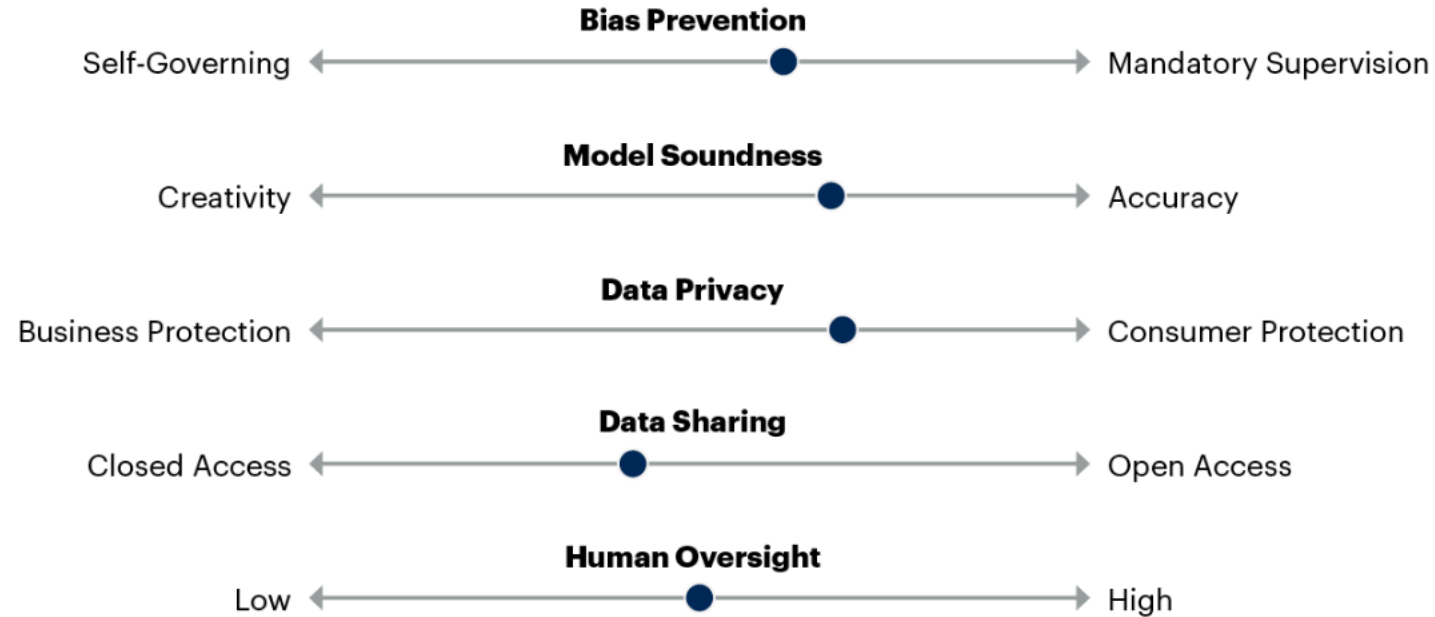 Bias Prevention
Self-Governing Mandatory Supervision
Model Soundness
Creativity Accuracy
Data Privacy
Business Protection Consumer Protection
Data Sharing
Closed Access Open Access
Human Oversight
Low High